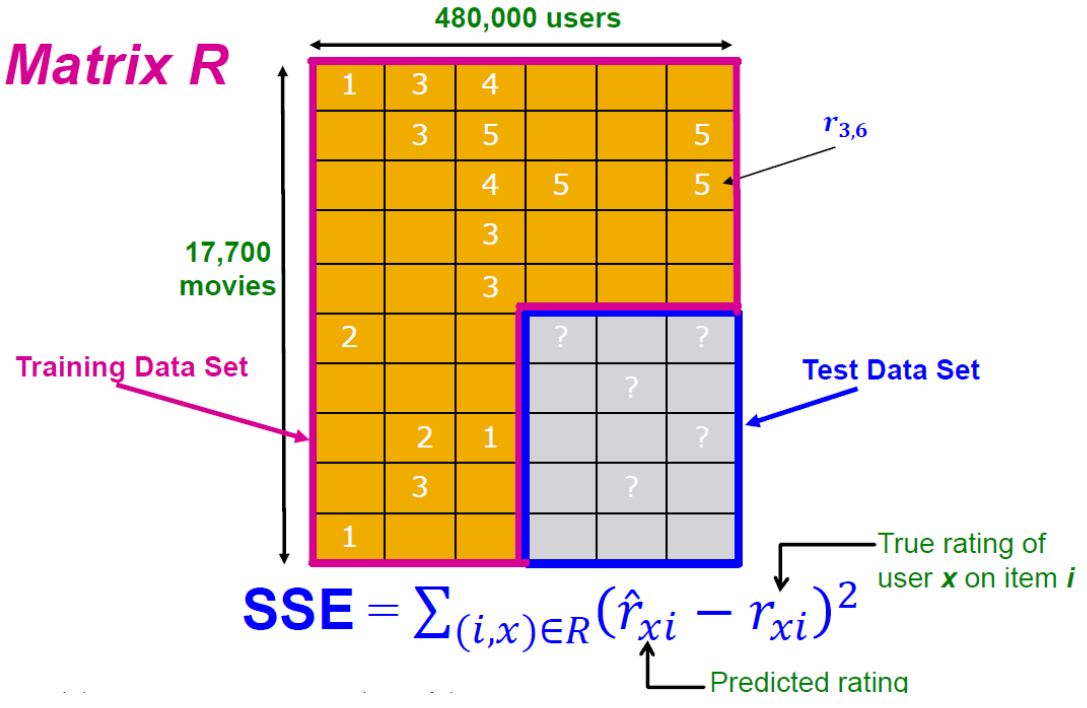 480,000 users
Matrix R
1 3 4
3 5 5
r3,6
4 5 5
3
17,700
movies
3
2 ? ?
Training Data Set
?
Test Data Set
2 1 ?
3 ?
1
True rating of
user x on item i
SSE = ∑(i,x)∈R(r̂xi − rxi)²
Predicted rating